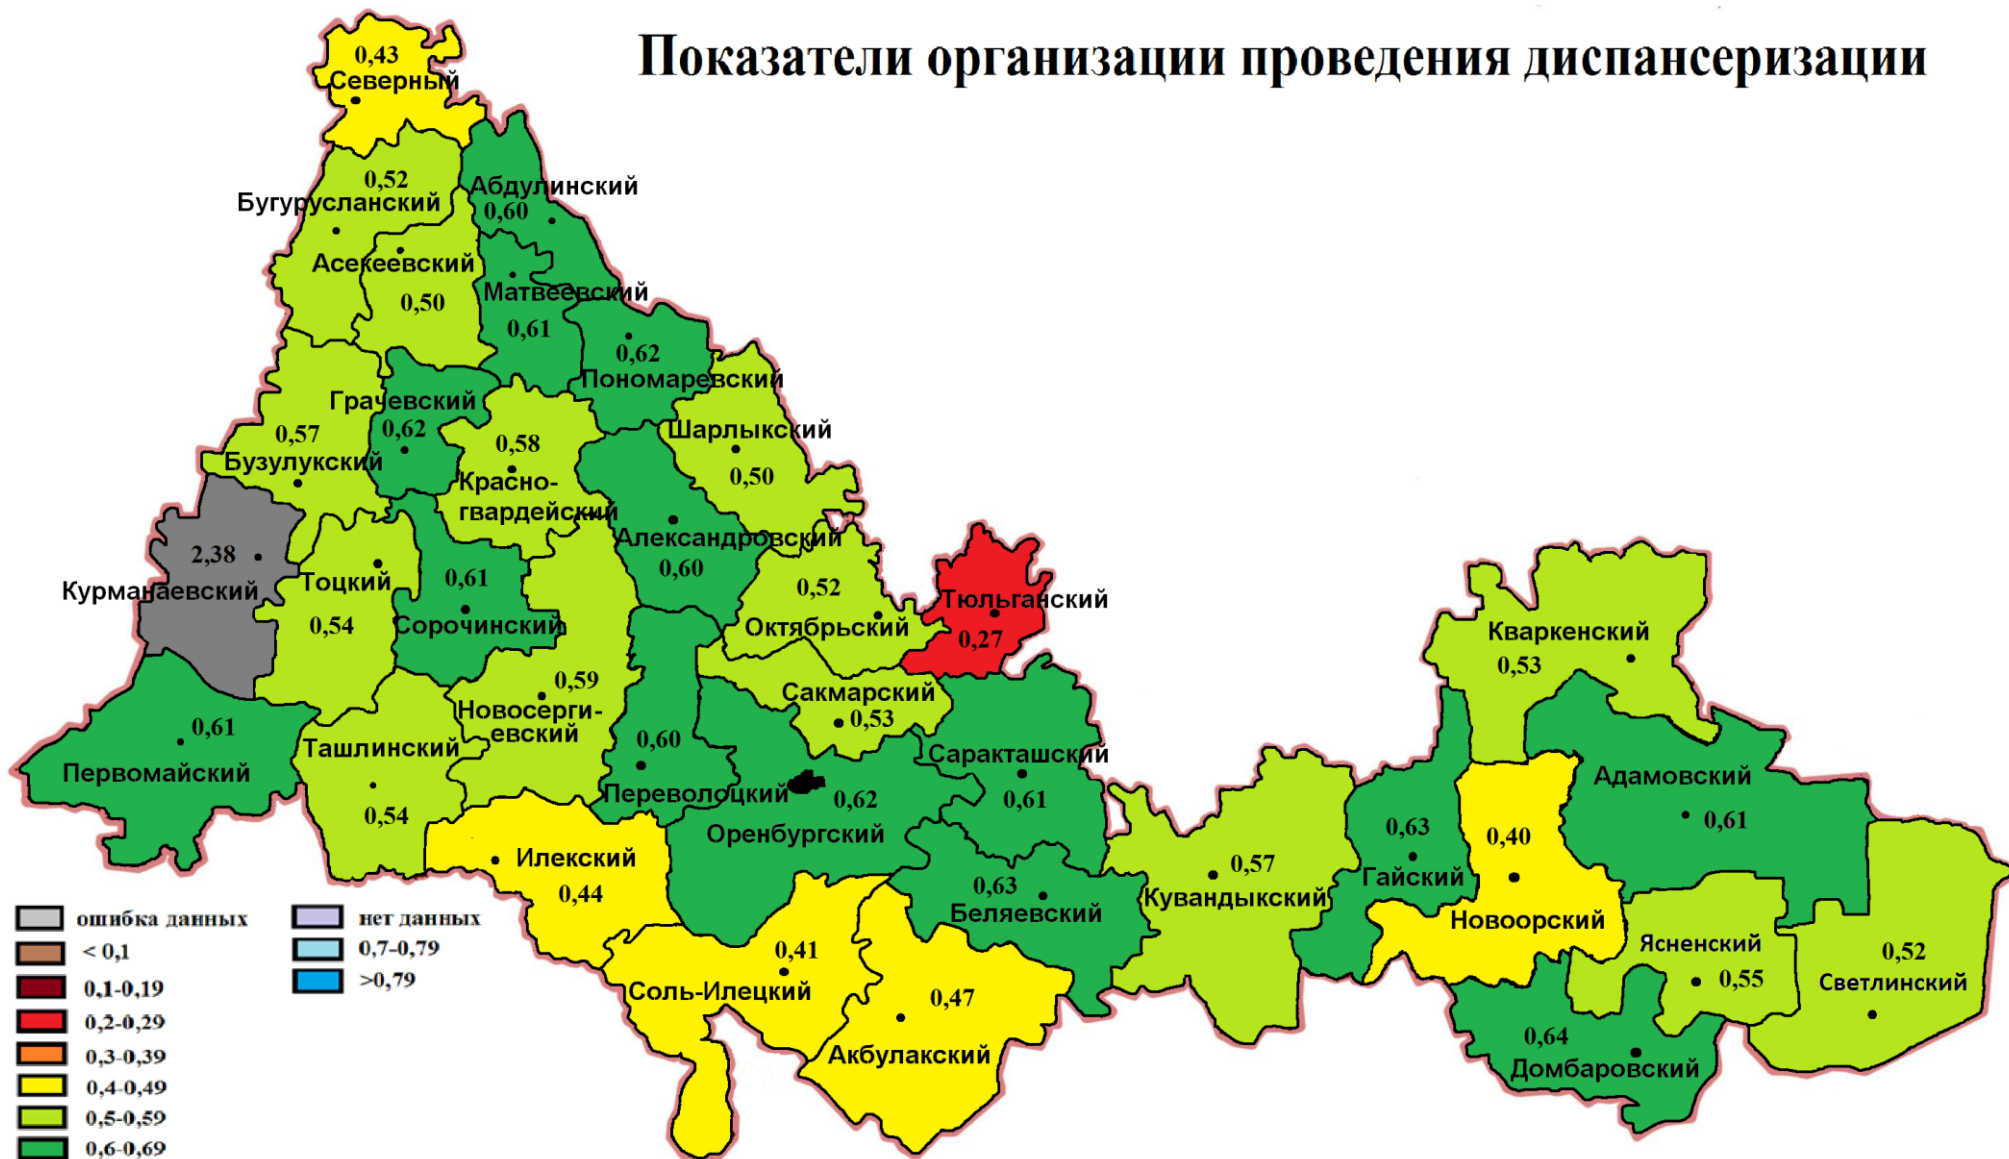 Показатели организации проведения диспансеризации
0,43
Северный
0,52
Бугурусланский
Абдулинский
0,60
Асекеевский
0,50
Матвеевский
0,61
0,62
Пономаревский
Грачевский
0,62
0,57
Бузулукский
0,58
Красно-
гвардейский
Шарлыкский
0,50
Александровский
0,60
2,38
Курманаевский
Тоцкий
0,54
0,61
Сорочинский
0,52
Октябрьский
Тюльганский
0,27
Кваркенский
0,53
0,59
Новосерги-
евский
Сакмарский
0,53
0,61
Первомайский
Ташлинский
0,54
0,60
Переволоцкий
0,62
Оренбургский
Саракташский
0,61
Адамовский
0,61
0,63
Гайский
0,40
Новоорский
Илекский
0,44
0,63
Беляевский
0,57
Кувандыкский
0,41
Соль-Илецкий
0,47
Акбулакский
Ясненский
0,55
0,52
Светлинский
0,64
Домбаровский
ошибка данных
< 0,1
0,1-0,19
0,2-0,29
0,3-0,39
0,4-0,49
0,5-0,59
0,6-0,69
нет данных
0,7-0,79
>0,79